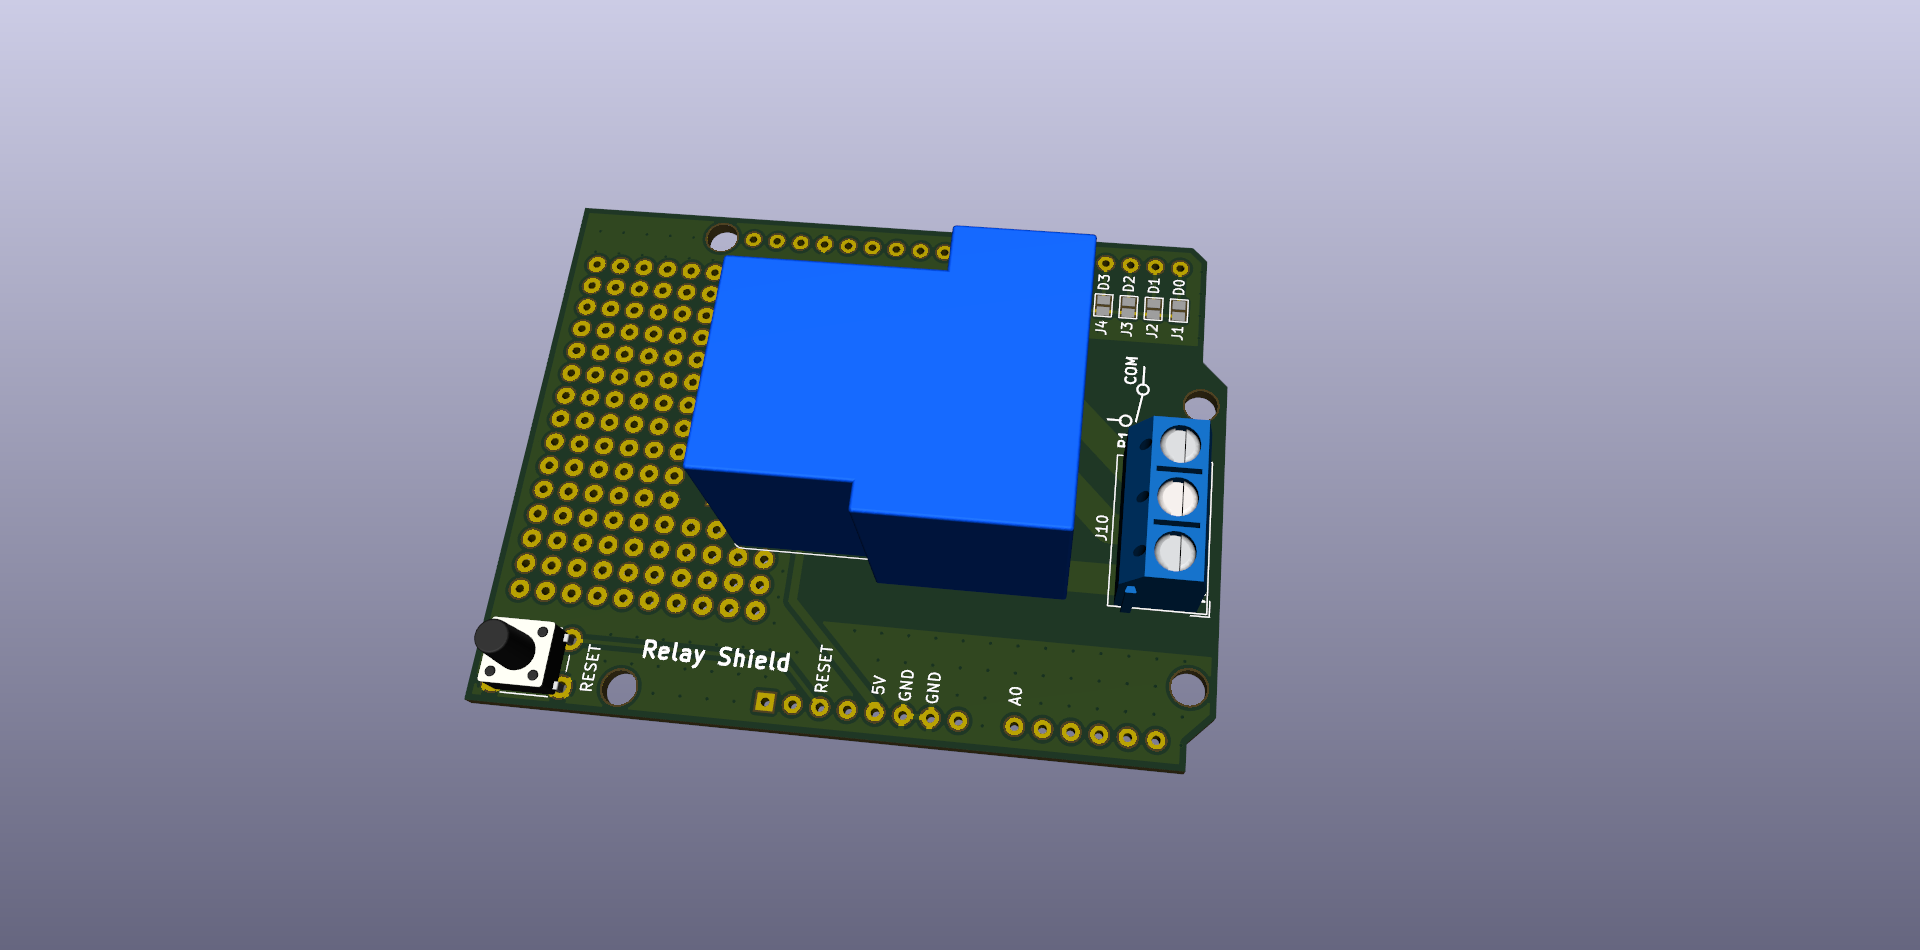 D3
D2
D1
D0
J4
J3
J2
J1
COM
J10
Relay Shield
RESET
RESET
5V
GND
GND
A0